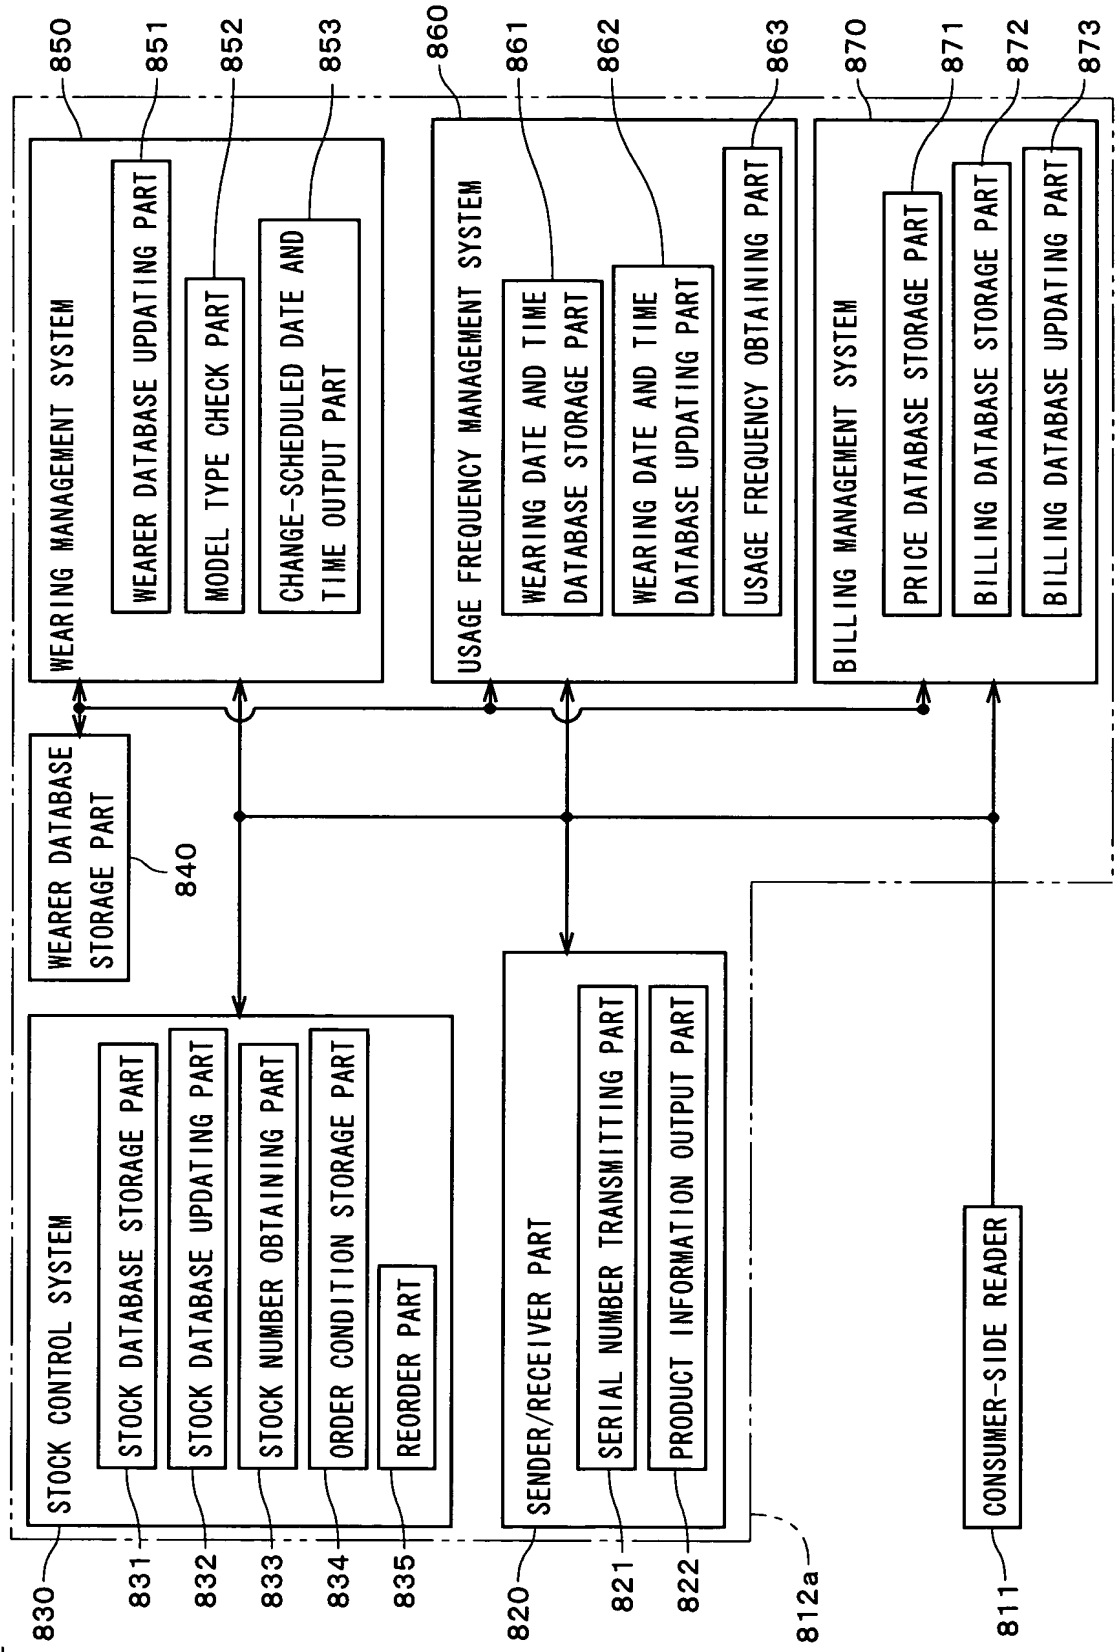 830
STOCK CONTROL SYSTEM
831
STOCK DATABASE STORAGE PART
832
STOCK DATABASE UPDATING PART
833
STOCK NUMBER OBTAINING PART
834
ORDER CONDITION STORAGE PART
835
REORDER PART
WEARER DATABASE
STORAGE PART
840
850
WEARING MANAGEMENT SYSTEM
851
WEARER DATABASE UPDATING PART
852
MODEL TYPE CHECK PART
853
CHANGE-SCHEDULED DATE AND
TIME OUTPUT PART
820
SENDER/RECEIVER PART
821
SERIAL NUMBER TRANSMITTING PART
822
PRODUCT INFORMATION OUTPUT PART
860
USAGE FREQUENCY MANAGEMENT SYSTEM
861
WEARING DATE AND TIME
DATABASE STORAGE PART
862
WEARING DATE AND TIME
DATABASE UPDATING PART
863
USAGE FREQUENCY OBTAINING PART
812a
870
BILLING MANAGEMENT SYSTEM
871
PRICE DATABASE STORAGE PART
872
BILLING DATABASE STORAGE PART
873
BILLING DATABASE UPDATING PART
811
CONSUMER-SIDE READER